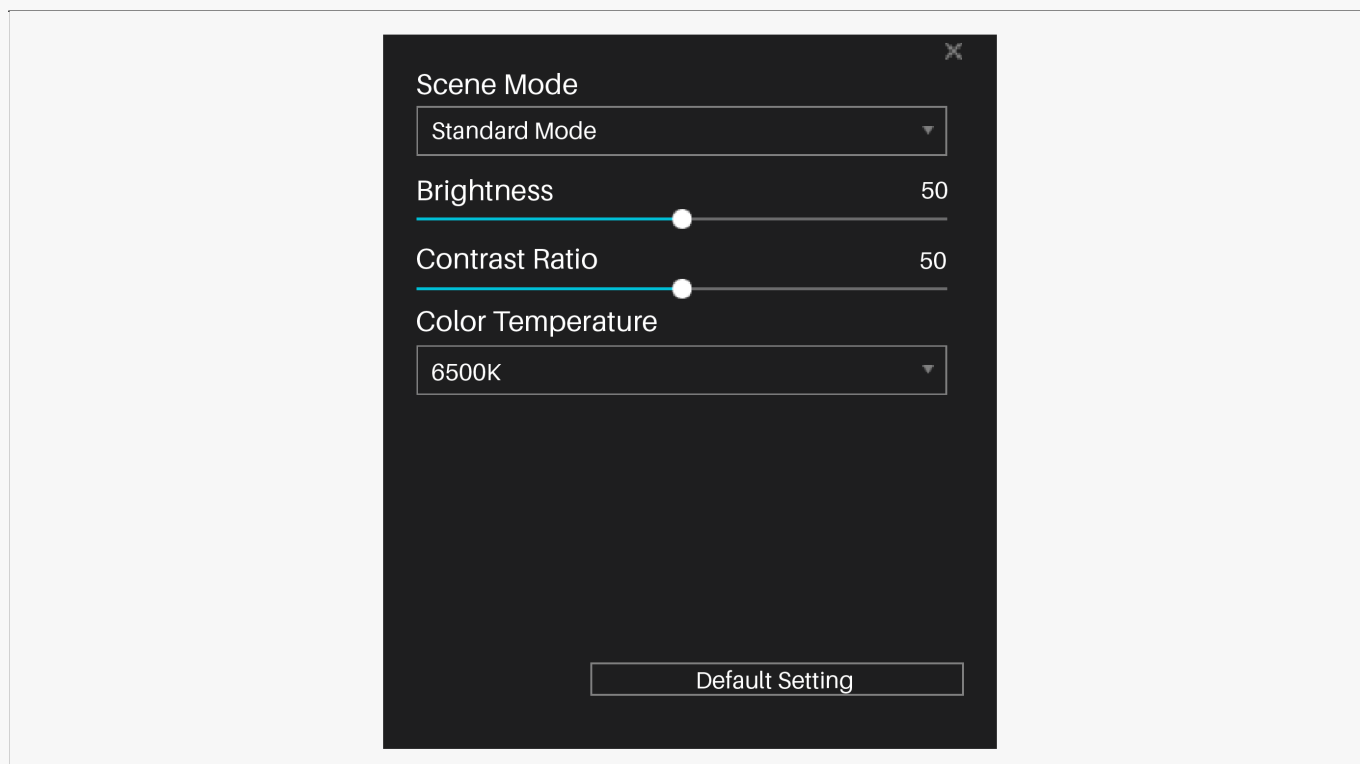 Scene Mode
Standard Mode
Brightness 50
Contrast Ratio 50
Color Temperature
6500K
Default Setting